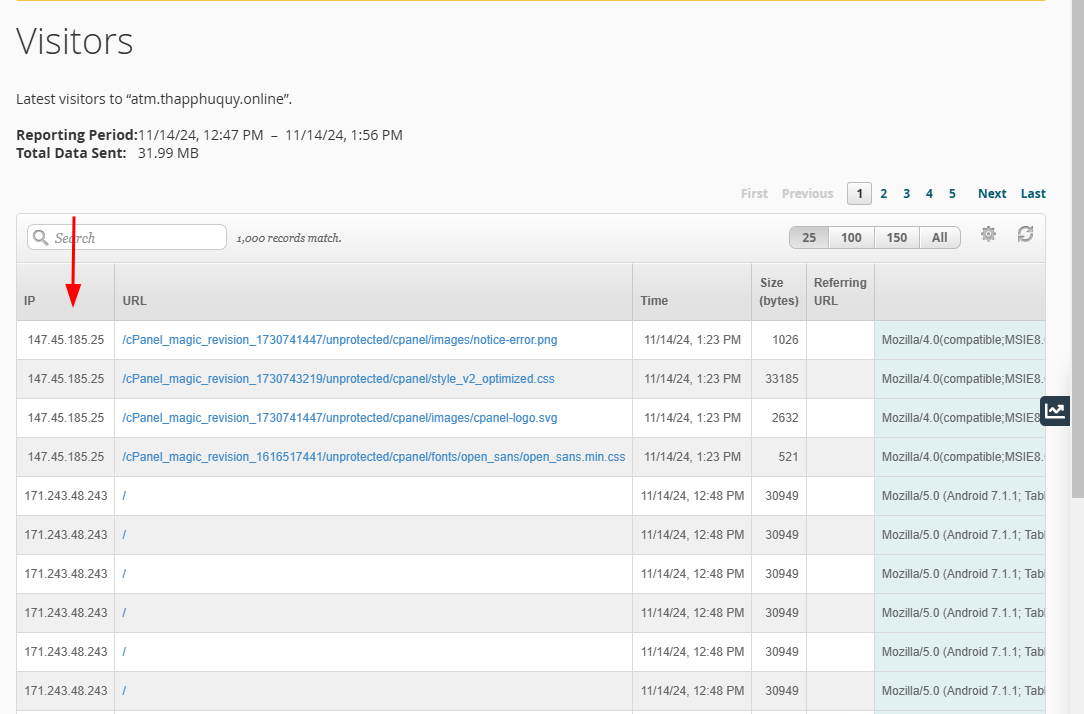 Visitors
Latest visitors to “atm.thapphuquy.online”.
Reporting Period:11/14/24, 12:47 PM – 11/14/24, 1:56 PM
Total Data Sent: 31.99 MB
First Previous 1 2 3 4 5 Next Last
Search 1,000 records match. 25 100 150 All
IP URL Time Size (bytes) Referring URL
147.45.185.25 /cPanel_magic_revision_1730741447/unprotected/cpanel/images/notice-error.png 11/14/24, 1:23 PM 1026 Mozilla/4.0(compatible;MSIE8.
147.45.185.25 /cPanel_magic_revision_1730743219/unprotected/cpanel/style_v2_optimized.css 11/14/24, 1:23 PM 33185 Mozilla/4.0(compatible;MSIE8.
147.45.185.25 /cPanel_magic_revision_1730741447/unprotected/cpanel/images/cpanel-logo.svg 11/14/24, 1:23 PM 2632 Mozilla/4.0(compatible;MSIE8
147.45.185.25 /cPanel_magic_revision_1616517441/unprotected/cpanel/fonts/open_sans/open_sans.min.css 11/14/24, 1:23 PM 521 Mozilla/4.0(compatible;MSIE8.
171.243.48.243 / 11/14/24, 12:48 PM 30949 Mozilla/5.0 (Android 7.1.1; Tabl
171.243.48.243 / 11/14/24, 12:48 PM 30949 Mozilla/5.0 (Android 7.1.1; Tabl
171.243.48.243 / 11/14/24, 12:48 PM 30949 Mozilla/5.0 (Android 7.1.1; Tabl
171.243.48.243 / 11/14/24, 12:48 PM 30949 Mozilla/5.0 (Android 7.1.1; Tabl
171.243.48.243 / 11/14/24, 12:48 PM 30949 Mozilla/5.0 (Android 7.1.1; Tabl
171.243.48.243 / 11/14/24, 12:48 PM 30949 Mozilla/5.0 (Android 7.1.1; Tabl